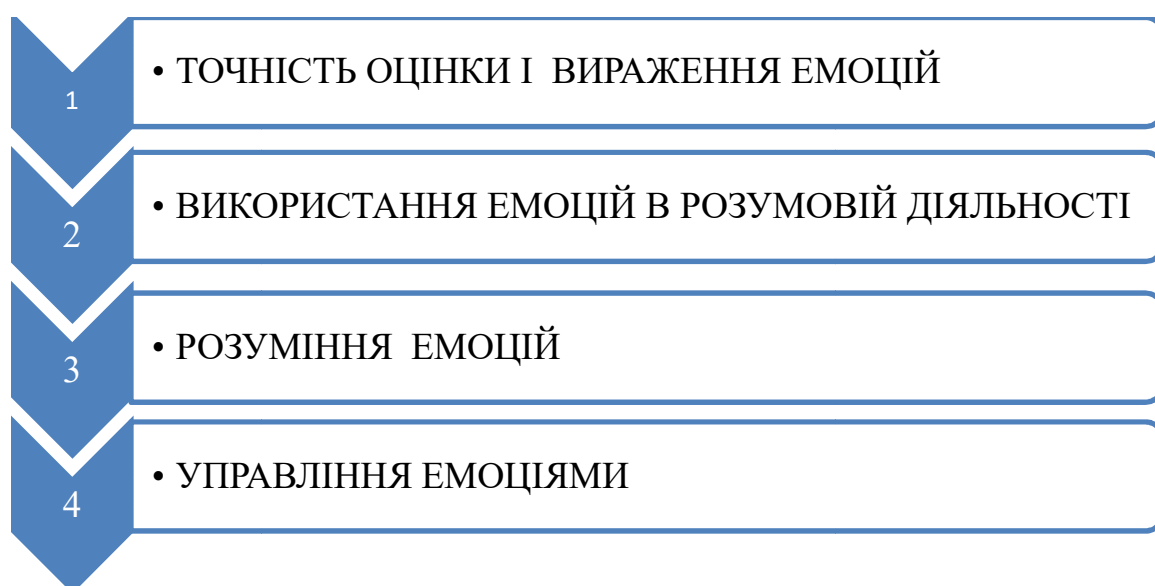 1
• ТОЧНІСТЬ ОЦІНКИ І ВИРАЖЕННЯ ЕМОЦІЙ
2
• ВИКОРИСТАННЯ ЕМОЦІЙ В РОЗУМОВІЙ ДІЯЛЬНОСТІ
3
• РОЗУМІННЯ ЕМОЦІЙ
4
• УПРАВЛІННЯ ЕМОЦІЯМИ